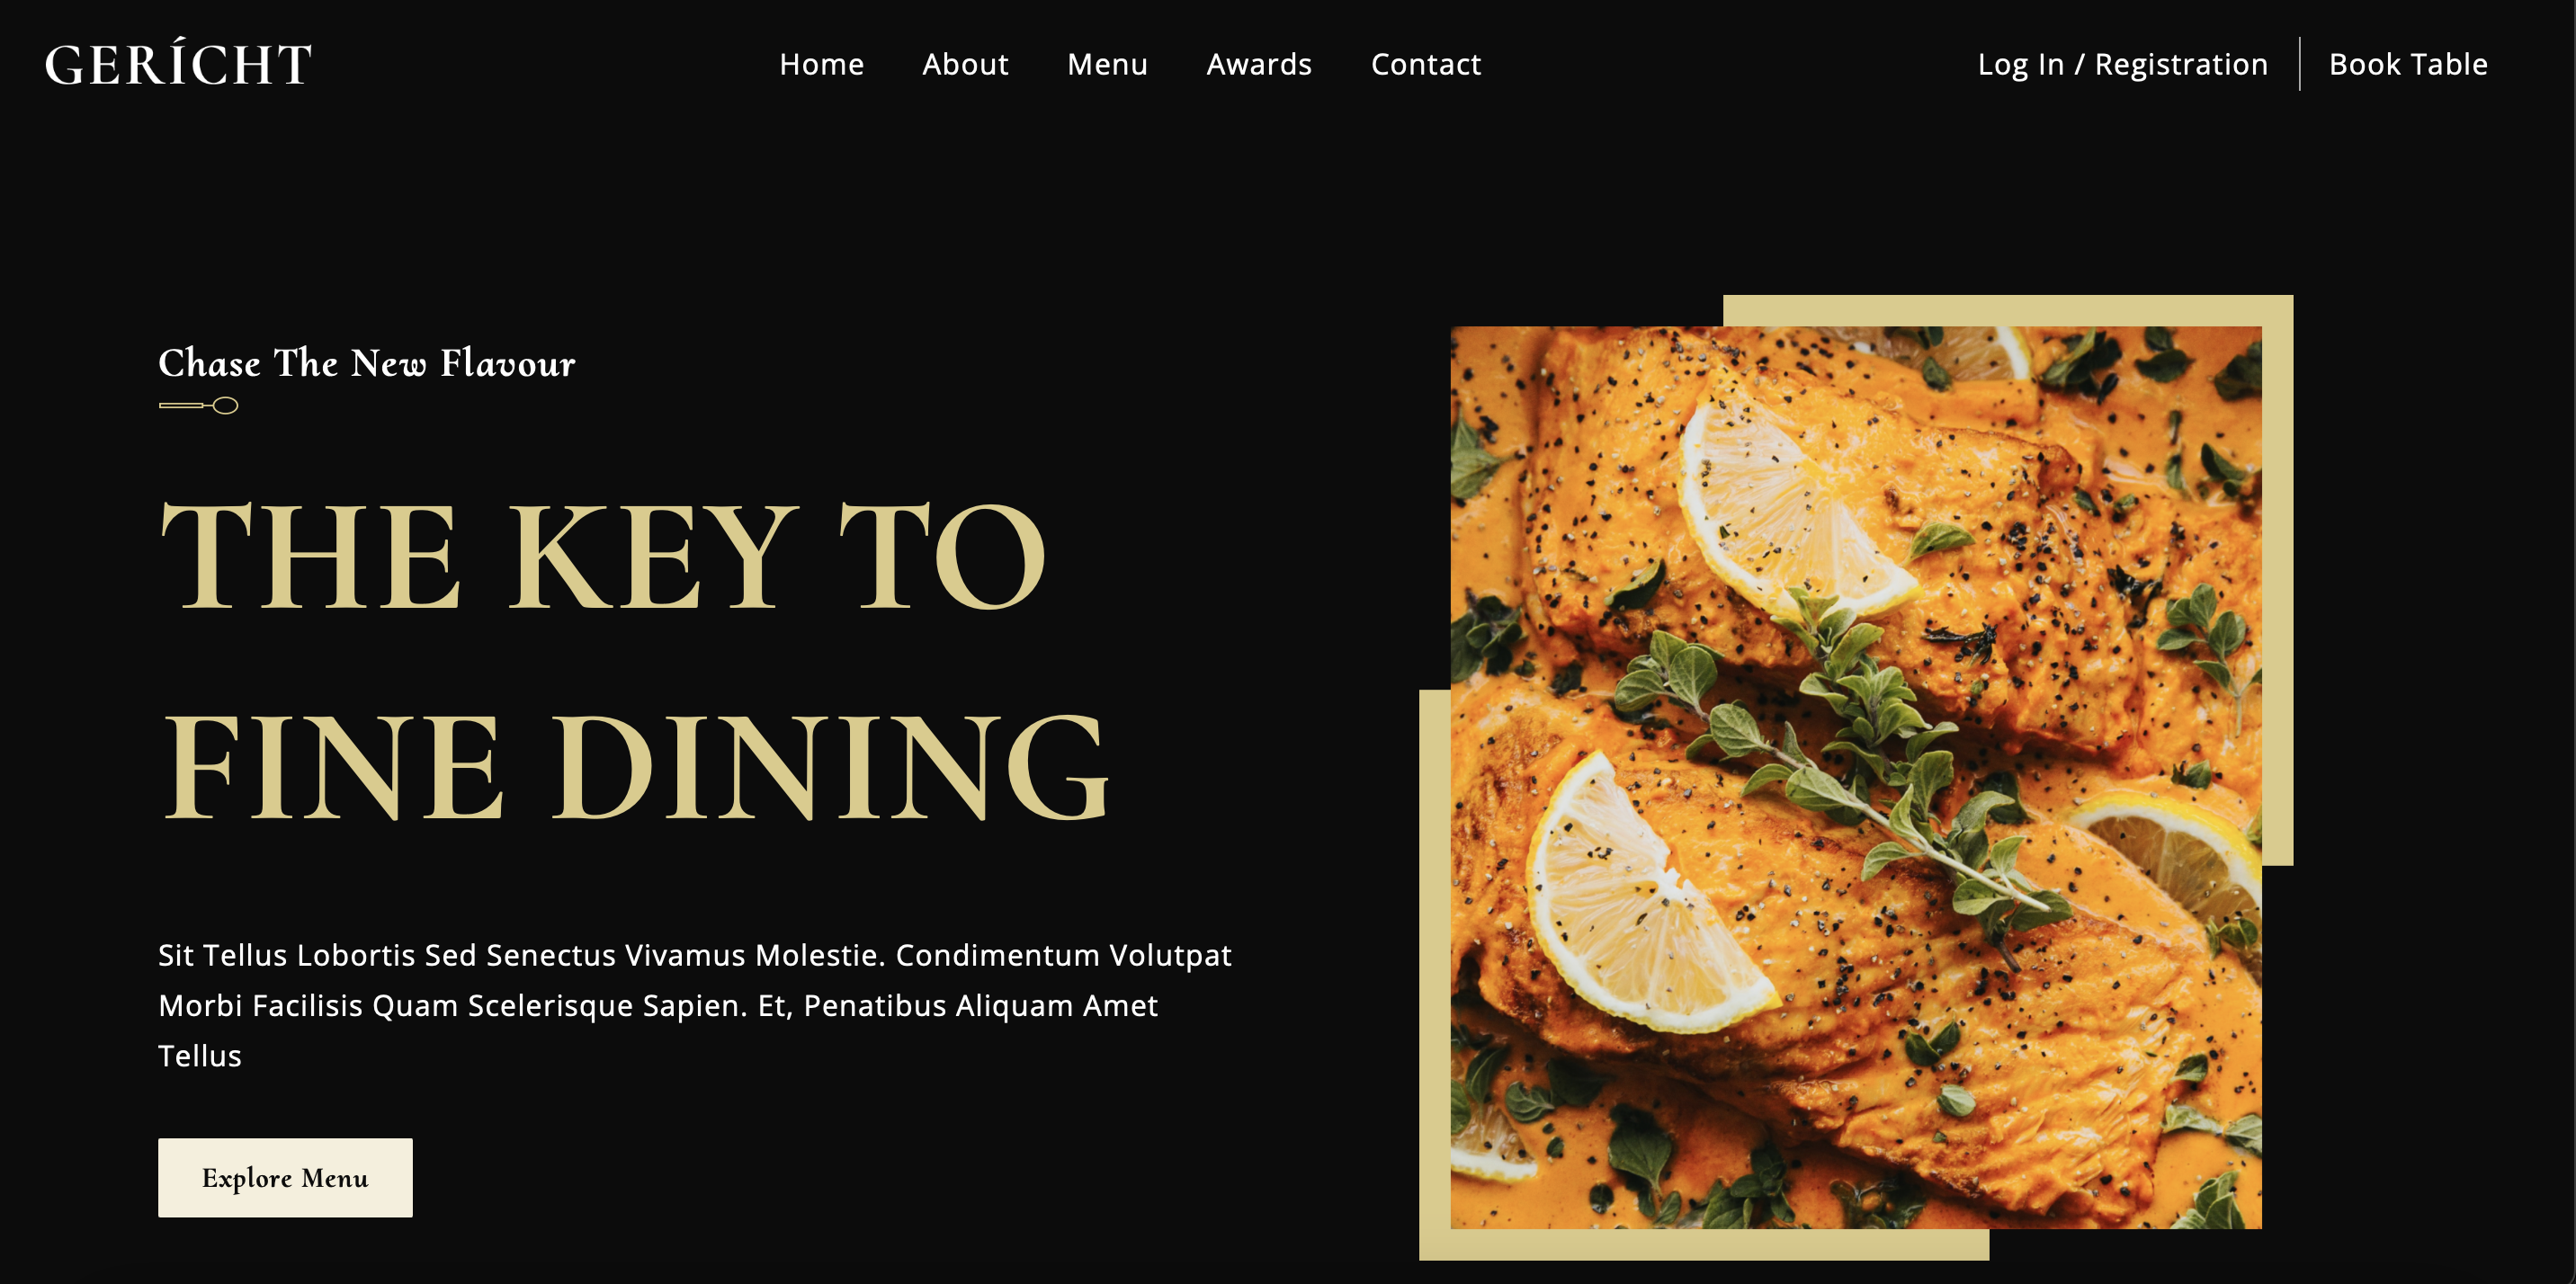 GERÍCHT
Home About Menu Awards Contact
Log In / Registration Book Table
Chase The New Flavour
THE KEY TO
FINE DINING
Sit Tellus Lobortis Sed Senectus Vivamus Molestie. Condimentum Volutpat
Morbi Facilisis Quam Scelerisque Sapien. Et, Penatibus Aliquam Amet
Tellus
Explore Menu